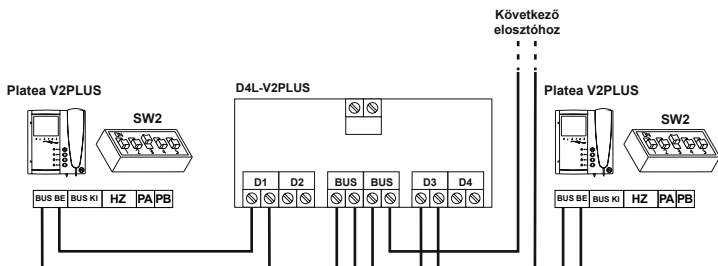 Következő
elosztóhoz
Platea V2PLUS
D4L-V2PLUS
Platea V2PLUS
SW2
SW2
D1 D2 BUS BUS D3 D4
BUS BE BUS KI HZ PA PB
BUS BE BUS KI HZ PA PB